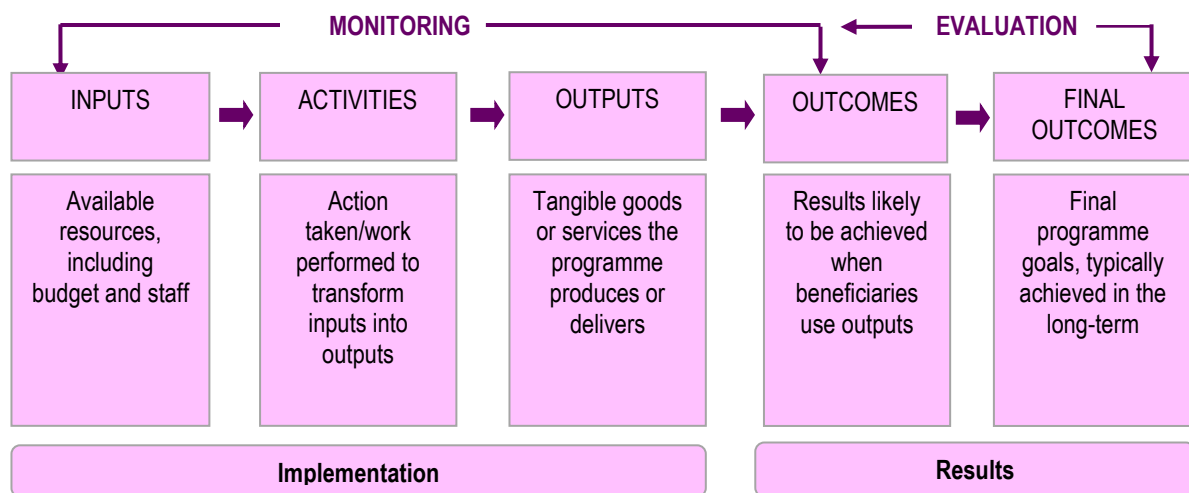 MONITORING
EVALUATION
INPUTS
ACTIVITIES
OUTPUTS
OUTCOMES
FINAL
OUTCOMES
Available
resources,
including
budget and staff
Action
taken/work
performed to
transform
inputs into
outputs
Tangible goods
or services the
programme
produces or
delivers
Results likely
to be achieved
when
beneficiaries
use outputs
Final
programme
goals, typically
achieved in the
long-term
Implementation
Results